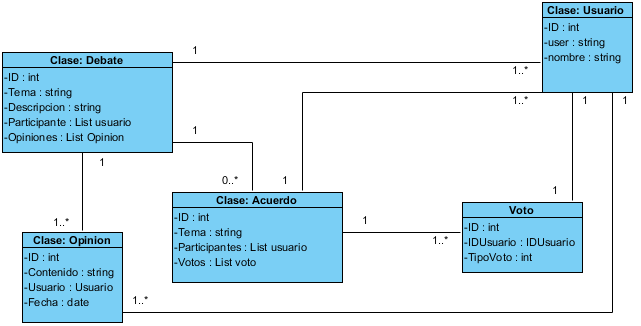 Clase: Usuario
-ID : int
-user : string
-nombre : string
1
1..*
Clase: Debate
-ID : int
-Tema : string
-Descripcion : string
-Participante : List usuario
-Opiniones : List Opinion
1
0..*
1
1..*
1
1..*
1
1
1
1..*
Clase: Acuerdo
-ID : int
-Tema : string
-Participantes : List usuario
-Votos : List voto
1
1..*
Voto
-ID : int
-IDUsuario : IDUsuario
-TipoVoto : int
Clase: Opinion
-ID : int
-Contenido : string
-Usuario : Usuario
-Fecha : date
1..*